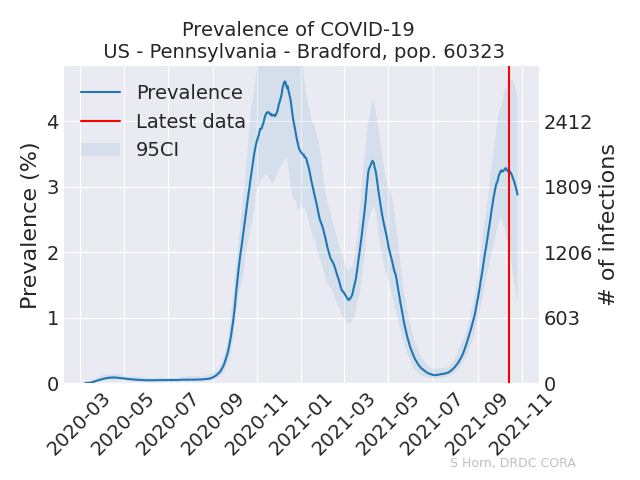 Prevalence of COVID-19
US - Pennsylvania - Bradford, pop. 60323
Prevalence
Latest data
95CI
Prevalence (%)
4
3
2
1
0
2412
1809
1206
603
0
# of infections
2020-03
2020-05
2020-07
2020-09
2020-11
2021-01
2021-03
2021-05
2021-07
2021-09
2021-11
S Horn, DRDC CORA